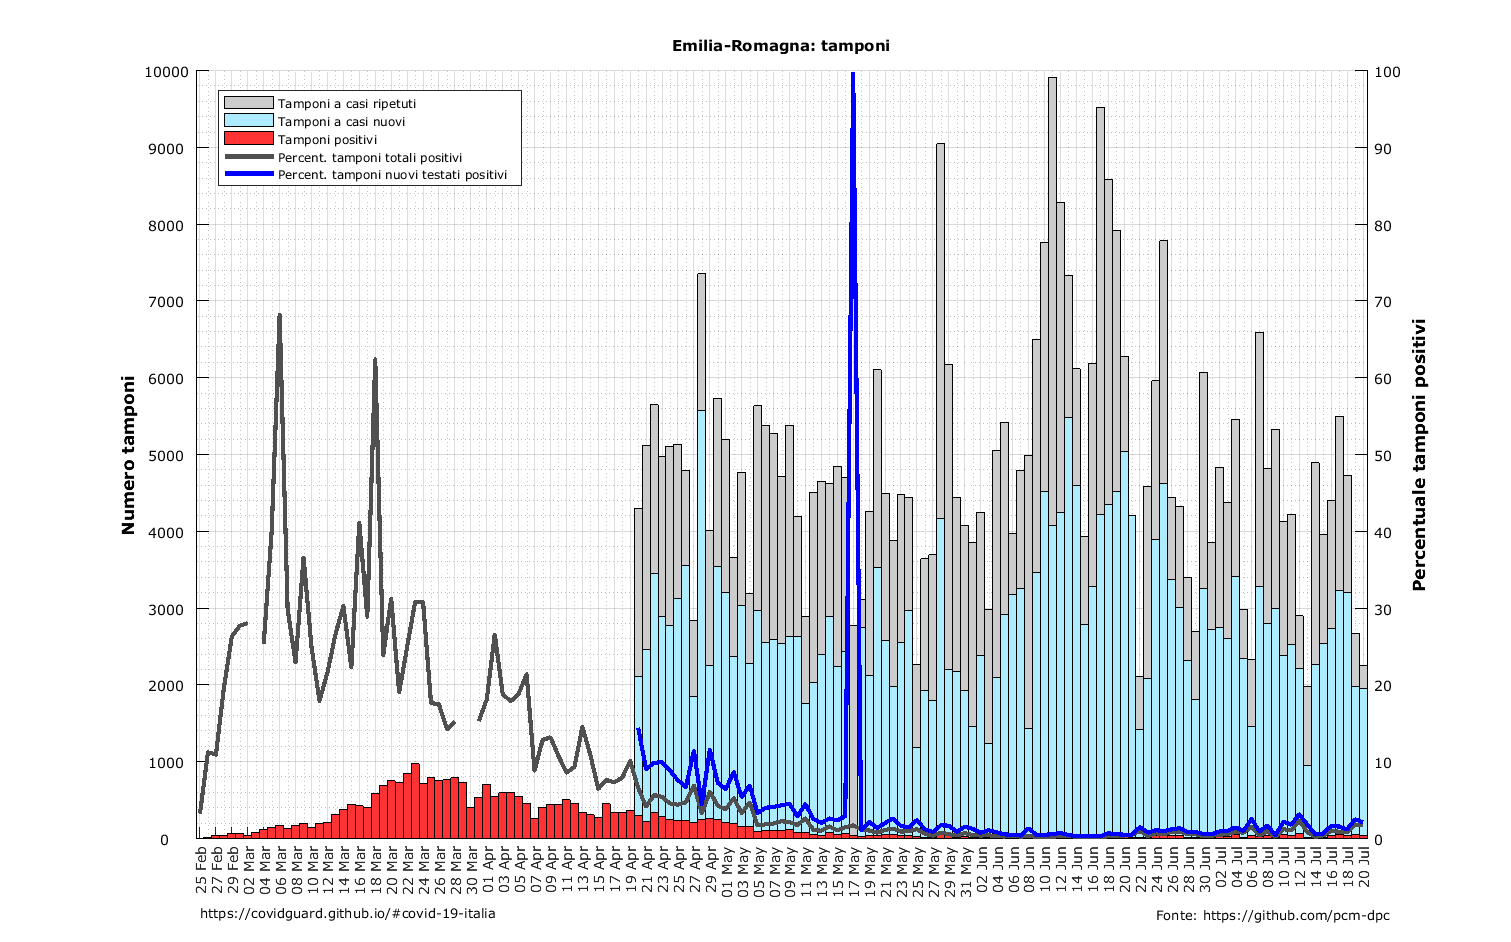 Emilia-Romagna: tamponi
Tamponi a casi ripetuti
Tamponi a casi nuovi
Tamponi positivi
Percent. tamponi totali positivi
Percent. tamponi nuovi testati positivi
Numero tamponi
10000
9000
8000
7000
6000
5000
4000
3000
2000
1000
0
Percentuale tamponi positivi
100
90
80
70
60
50
40
30
20
10
0
25 Feb
27 Feb
29 Feb
02 Mar
04 Mar
06 Mar
08 Mar
10 Mar
12 Mar
14 Mar
16 Mar
18 Mar
20 Mar
22 Mar
24 Mar
26 Mar
28 Mar
30 Mar
01 Apr
03 Apr
05 Apr
07 Apr
09 Apr
11 Apr
13 Apr
15 Apr
17 Apr
19 Apr
21 Apr
23 Apr
25 Apr
27 Apr
29 Apr
01 May
03 May
05 May
07 May
09 May
11 May
13 May
15 May
17 May
19 May
21 May
23 May
25 May
27 May
29 May
31 May
02 Jun
04 Jun
06 Jun
08 Jun
10 Jun
12 Jun
14 Jun
16 Jun
18 Jun
20 Jun
22 Jun
24 Jun
26 Jun
28 Jun
30 Jun
02 Jul
04 Jul
06 Jul
08 Jul
10 Jul
12 Jul
14 Jul
16 Jul
18 Jul
20 Jul
https://covidguard.github.io/#covid-19-italia
Fonte: https://github.com/pcm-dpc